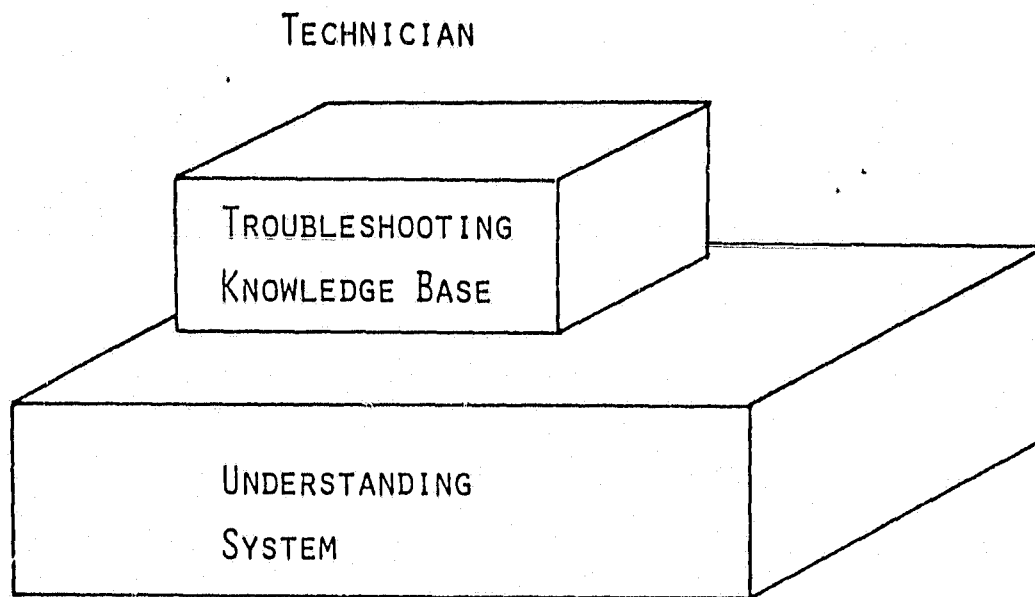 TECHNICIAN
TROUBLESHOOTING
KNOWLEDGE BASE
UNDERSTANDING
SYSTEM